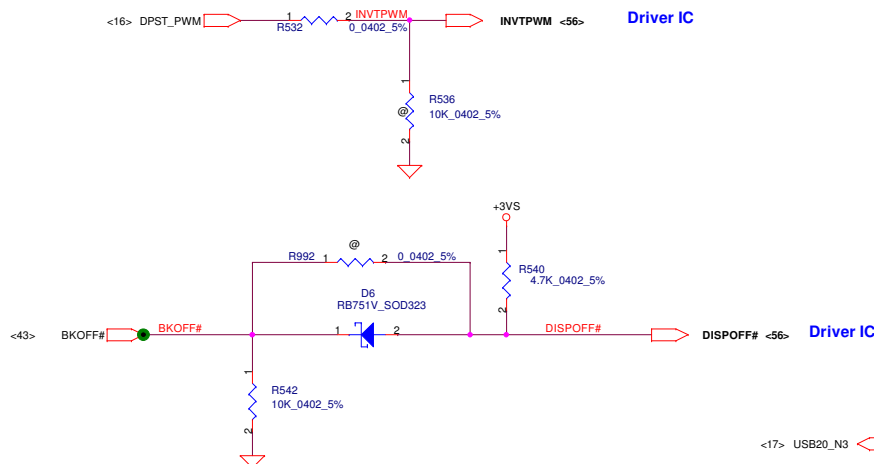 <16> DPST_PWM
1
R532
2
INVTPWM
0_0402_5%
INVTPWM <56>
Driver IC
1
@
R536
10K_0402_5%
2
+3VS
1
R540
4.7K_0402_5%
2
@
R992
1
2
0_0402_5%
D6
RB751V_SOD323
<43>
BKOFF#
BKOFF#
1
2
DISPOFF#
DISPOFF# <56>
Driver IC
1
R542
10K_0402_5%
2
<17> USB20_N3